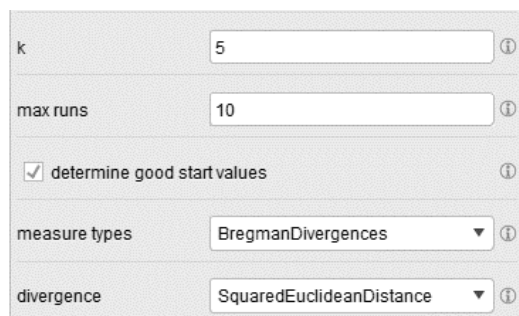 k 5
max runs 10
determine good start values
measure types BregmanDivergences
divergence SquaredEuclideanDistance